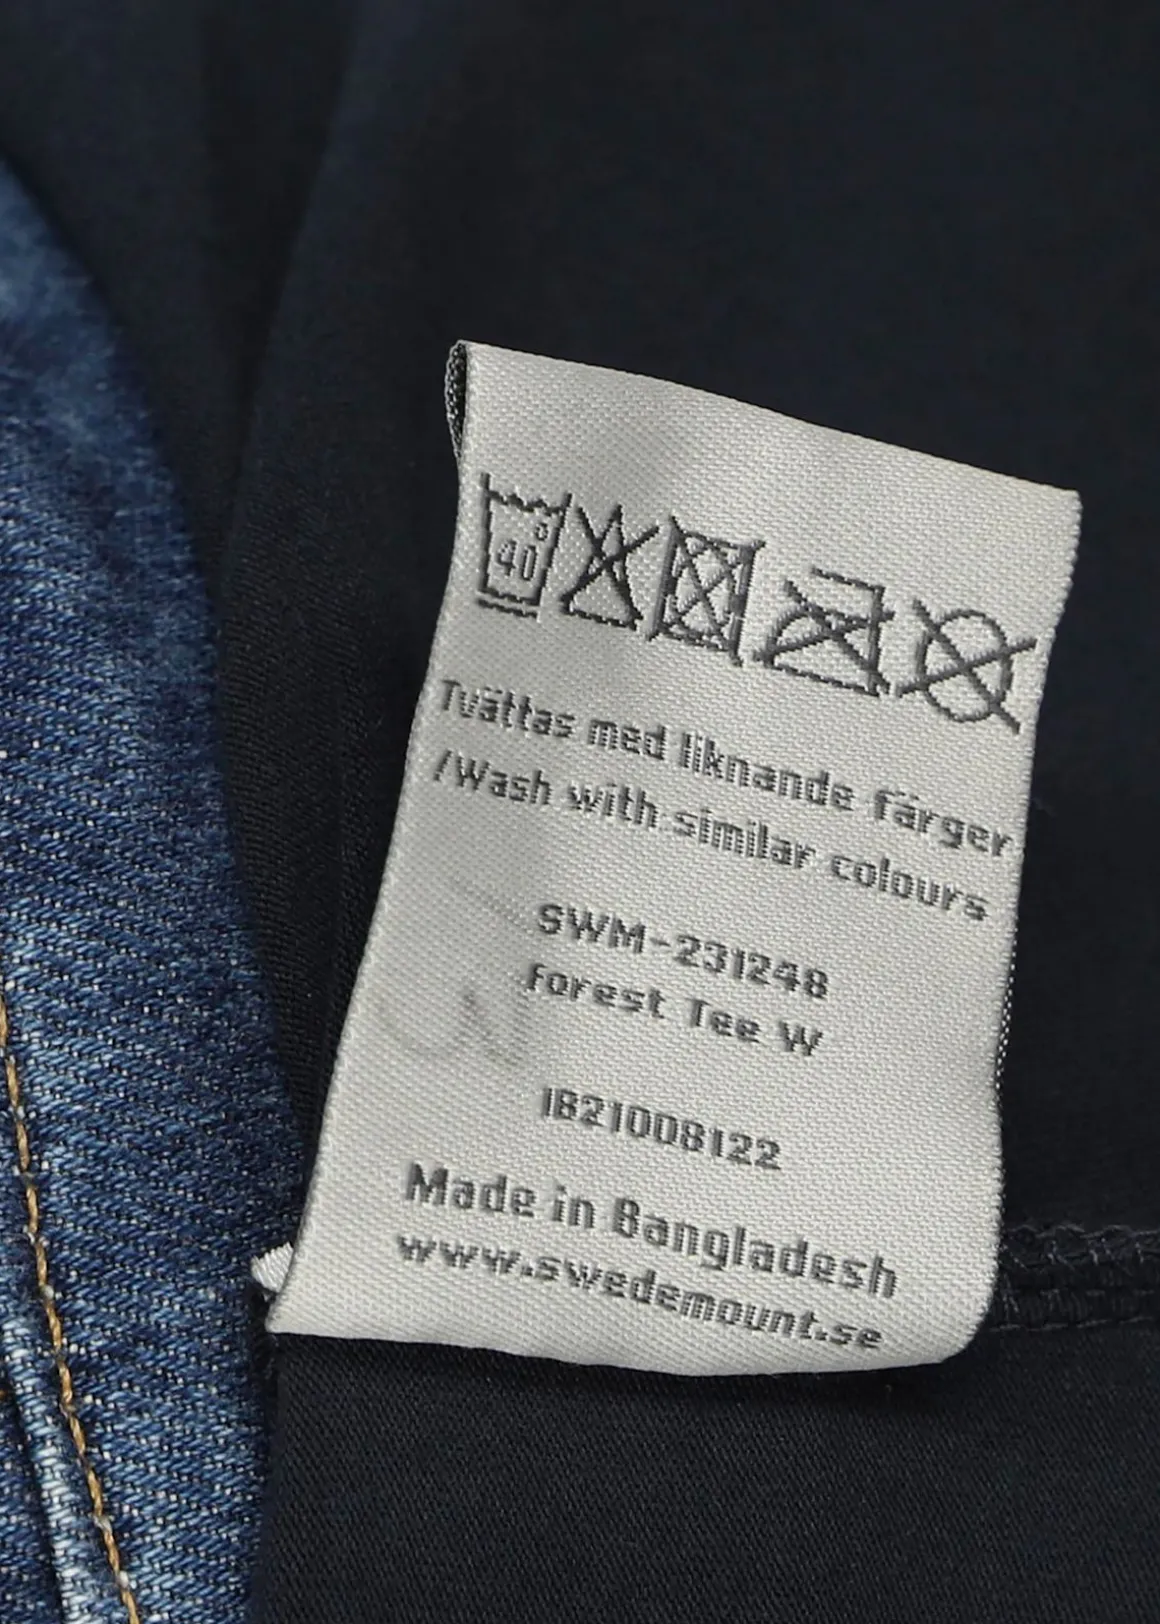 40°
Tvättas med liknande färger
/Wash with similar colours
SWM-231248
Forest Tee W
IB21008122
Made in Bangladesh
www.swedemount.se